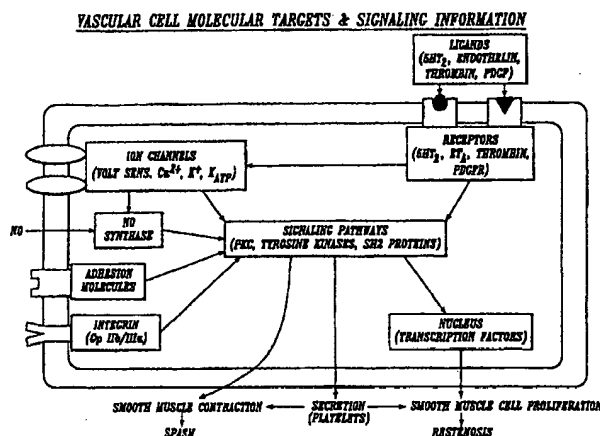 VASCULAR CELL MOLECULAR TARGETS & SIGNALING INFORMATION
LIGANDS
(5HT2, ENDOTHELIN,
THROMBIN, PDGF)
ION CHANNELS
(VOLT SENS. Ca2+, K+, KATP)
RECEPTORS
(5HT2, ETA, THROMBIN,
PDGFR)
NO
NO
SYNTHASE
SIGNALING PATHWAYS
(PKC, TYROSINE KINASES, SH2 PROTEINS)
ADHESION
MOLECULES
INTEGRIN
(Gp IIb/IIIa)
NUCLEUS
(TRANSCRIPTION FACTORS)
SMOOTH MUSCLE CONTRACTION
SECRETION
(PLATELETS)
SMOOTH MUSCLE CELL PROLIFERATION
SPASM
RESTENOSIS